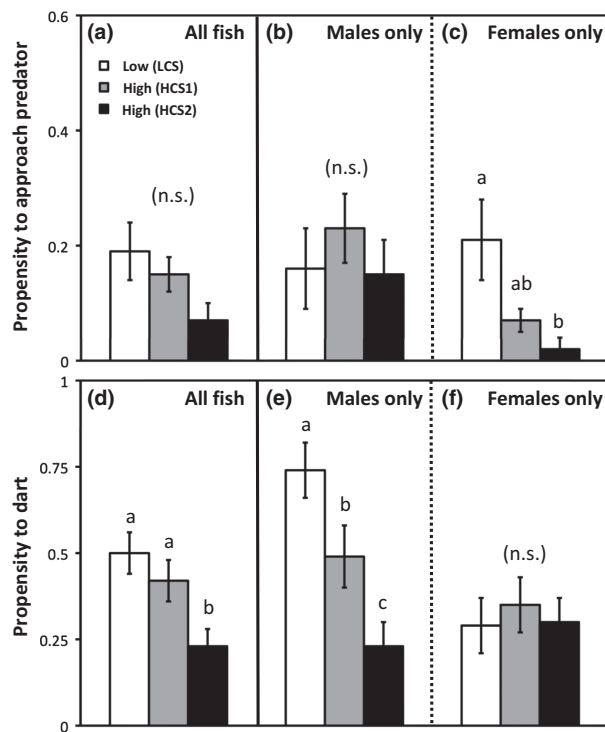 Propensity to approach predator
0.6
0.4
0.2
0
(a) All fish
Low (LCS)
High (HCS1)
High (HCS2)
(n.s.)
(b) Males only
(n.s.)
(c) Females only
a
ab
b
Propensity to dart
1
0.75
0.5
0.25
0
(d) All fish
a
a
b
(e) Males only
a
b
c
(f) Females only
(n.s.)